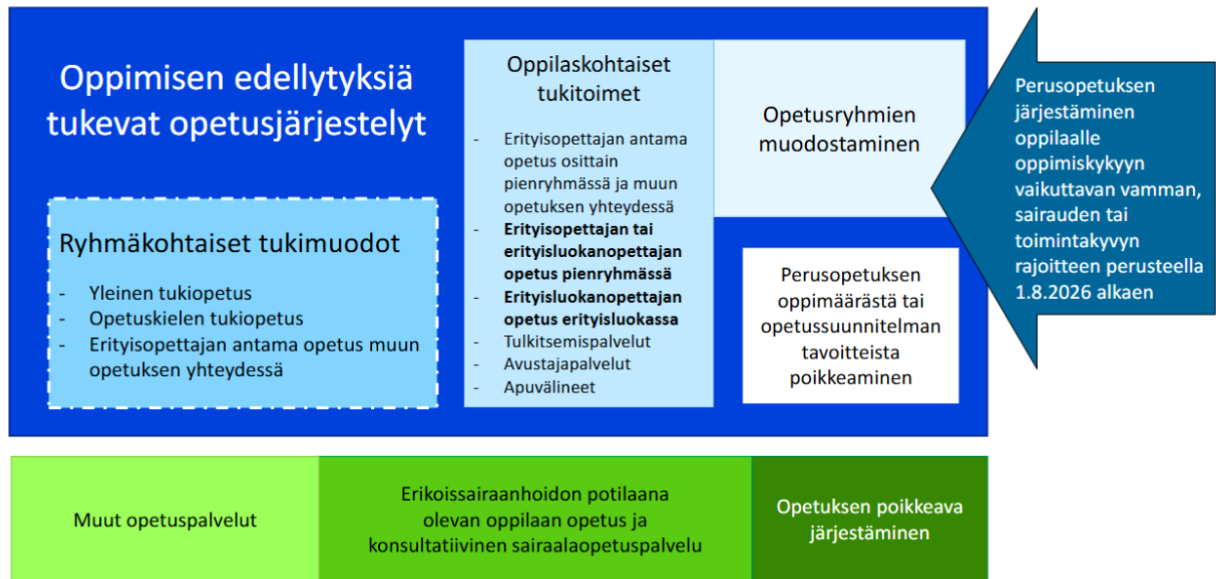 Oppimisen edellytyksiä
tukevat opetusjärjestelyt
Ryhmäkohtaiset tukimuodot
- Yleinen tukiopetus
- Opetuskielen tukiopetus
- Erityisopettajan antama opetus muun
opetuksen yhteydessä
Oppilaskohtaiset
tukitoimet
- Erityisopettajan antama
opetus osittain
pienryhmässä ja muun
opetuksen yhteydessä
- Erityisopettajan tai
erityisluokanopettajan
opetus pienryhmässä
- Erityisluokanopettajan
opetus erityisluokassa
- Tulkitsemispalvelut
- Avustajapalvelut
- Apuvälineet
Opetusryhmien
muodostaminen
Perusopetuksen
oppimäärästä tai
opetussuunnitelman
tavoitteista
poikkeaminen
Perusopetuksen
järjestäminen
oppilaalle
oppimiskykyyn
vaikuttavan vamman,
sairauden tai
toimintakyvyn
rajoitteen perusteella
1.8.2026 alkaen
Muut opetuspalvelut
Erikoissairaanhoidon potilaana
olevan oppilaan opetus ja
konsultatiivinen sairaalaopetuspalvelu
Opetuksen poikkeava
järjestäminen